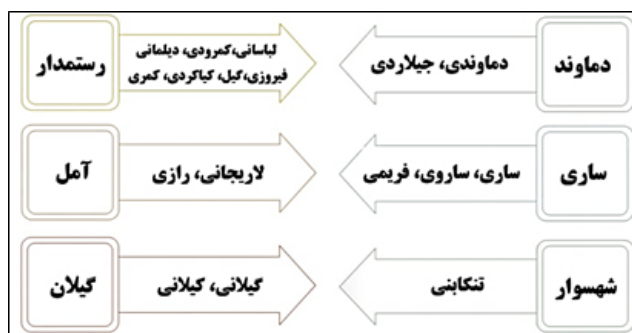 دماوند
دماوندی، جیلاردی
لباسانی،کمرودی، دیلمانی
فیروزی،گیل، کیاکردی، کمری
رستمدار
ساری
ساری، ساروی، فریمی
لاریجانی، رازی
آمل
شهسوار
تنکابنی
گیلانی، کیلانی
گیلان